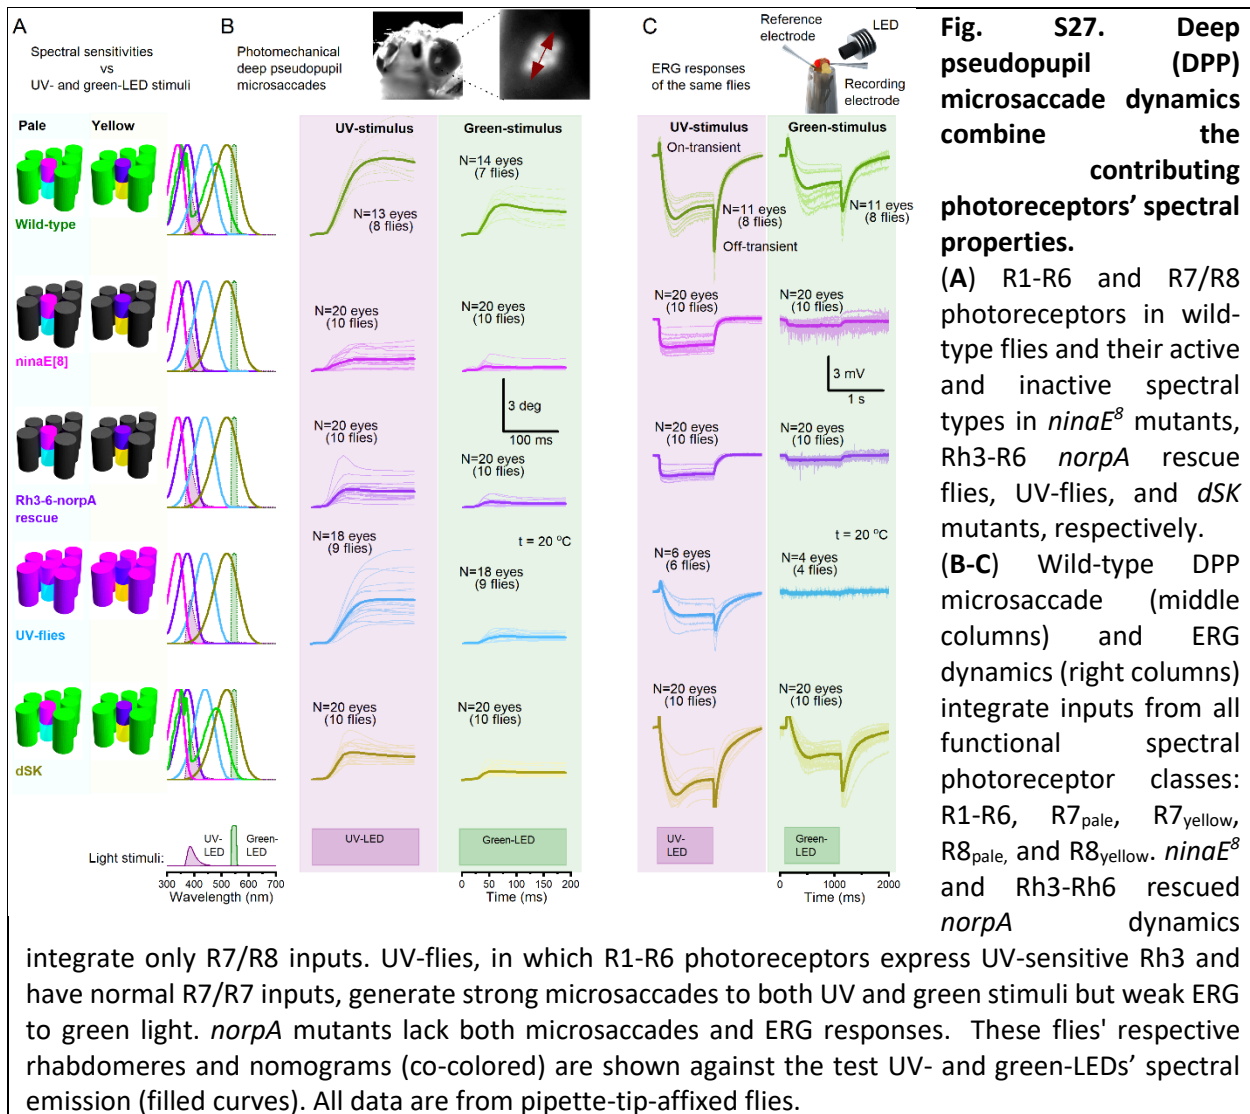 A
Spectral sensitivities
vs
UV- and green-LED stimuli
Pale
Yellow
Wild-type
ninaE[8]
Rh3-6-norpA
rescue
UV-flies
dSK
Light stimuli:
UV-
LED
Green-
LED
300
500
700
Wavelength (nm)
B
Photomechanical
deep pseudopupil
microsaccades
UV-stimulus
Green-stimulus
N=13 eyes
(8 flies)
N=14 eyes
(7 flies)
N=20 eyes
(10 flies)
N=20 eyes
(10 flies)
3 deg
100 ms
N=20 eyes
(10 flies)
N=20 eyes
(10 flies)
N=18 eyes
(9 flies)
t = 20 °C
N=18 eyes
(9 flies)
N=20 eyes
(10 flies)
N=20 eyes
(10 flies)
UV-LED
Green-LED
0
50
100
200
Time (ms)
C
ERG responses
of the same flies
Reference
electrode
LED
Recording
electrode
UV-stimulus
Green-stimulus
On-transient
N=11 eyes
(8 flies)
Off-transient
N=11 eyes
(8 flies)
N=20 eyes
(10 flies)
N=20 eyes
(10 flies)
3 mV
1 s
N=20 eyes
(10 flies)
N=20 eyes
(10 flies)
t = 20 °C
N=6 eyes
(6 flies)
N=4 eyes
(4 flies)
N=20 eyes
(10 flies)
N=20 eyes
(10 flies)
UV-
LED
Green-
LED
0
1000
2000
Time (ms)
Fig. S27. Deep
pseudopupil (DPP)
microsaccade dynamics
combine the
contributing
photoreceptors’ spectral
properties.
(A) R1-R6 and R7/R8
photoreceptors in wild-
type flies and their active
and inactive spectral
types in ninaE8 mutants,
Rh3-R6 norpA rescue
flies, UV-flies, and dSK
mutants, respectively.
(B-C) Wild-type DPP
microsaccade (middle
columns) and ERG
dynamics (right columns)
integrate inputs from all
functional spectral
photoreceptor classes:
R1-R6, R7pale, R7yellow,
R8pale, and R8yellow. ninaE8
and Rh3-Rh6 rescued
norpA dynamics
integrate only R7/R8 inputs. UV-flies, in which R1-R6 photoreceptors express UV-sensitive Rh3 and
have normal R7/R7 inputs, generate strong microsaccades to both UV and green stimuli but weak ERG
to green light. norpA mutants lack both microsaccades and ERG responses. These flies' respective
rhabdomeres and nomograms (co-colored) are shown against the test UV- and green-LEDs’ spectral
emission (filled curves). All data are from pipette-tip-affixed flies.